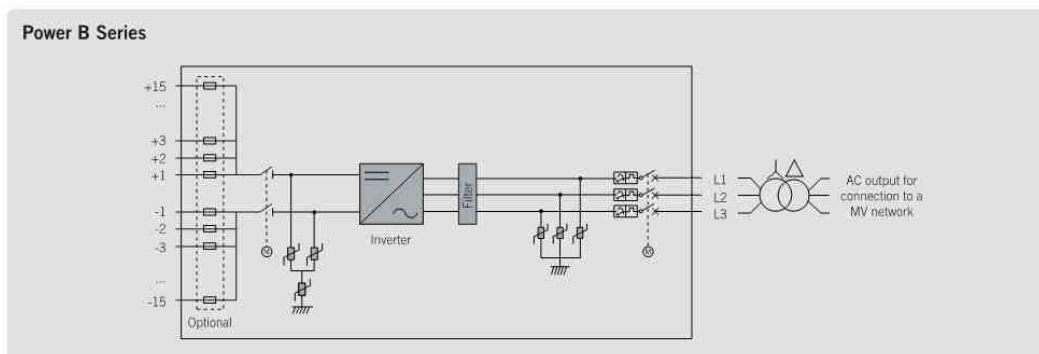 Power B Series
+15
...
+3
+2
+1
-1
-2
-3
...
-15
Optional
M
Inverter
Filter
M
L1
L2
L3
AC output for
connection to a
MV network